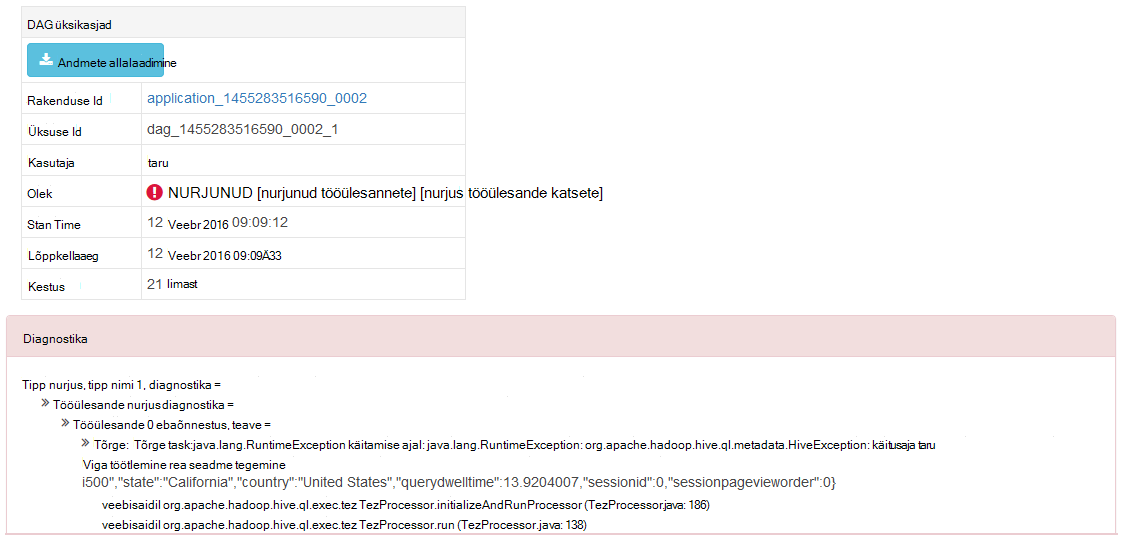 DAG üksikasjad
Andmete allalaadimine
Rakenduse Id application_1455283516590_0002
Üksuse Id dag_1455283516590_0002_1
Kasutaja taru
Olek NURJUNUD [nurjunud tööülesannete] [nurjus tööülesande katsete]
Stan Time 12 Veebr 2016 09:09:12
Lõppkellaaeg 12 Veebr 2016 09:09Ä33
Kestus 21 limast
Diagnostika
Tipp nurjus, tipp nimi 1, diagnostika =
Tööülesande nurjus diagnostika =
Tööülesande 0 ebaõnnestus, teave =
Tõrge: Tõrge task:java.lang.RuntimeException käitamise ajal: java.lang.RuntimeException: org.apache.hadoop.hive.ql.metadata.HiveException: käitusaja taru
Viga töötlemine rea seadme tegemine
i500","state":"California","country":"United States","querydwelltime":13.9204007,"sessionid":0,"sessionpagevieworder":0}
veebisaidil org.apache.hadoop.hive.ql.exec.tez TezProcessor.initializeAndRunProcessor (TezProcessor.java: 186)
veebisaidil org.apache.hadoop.hive.ql.exec.tez TezProcessor.run (TezProcessor.java: 138)